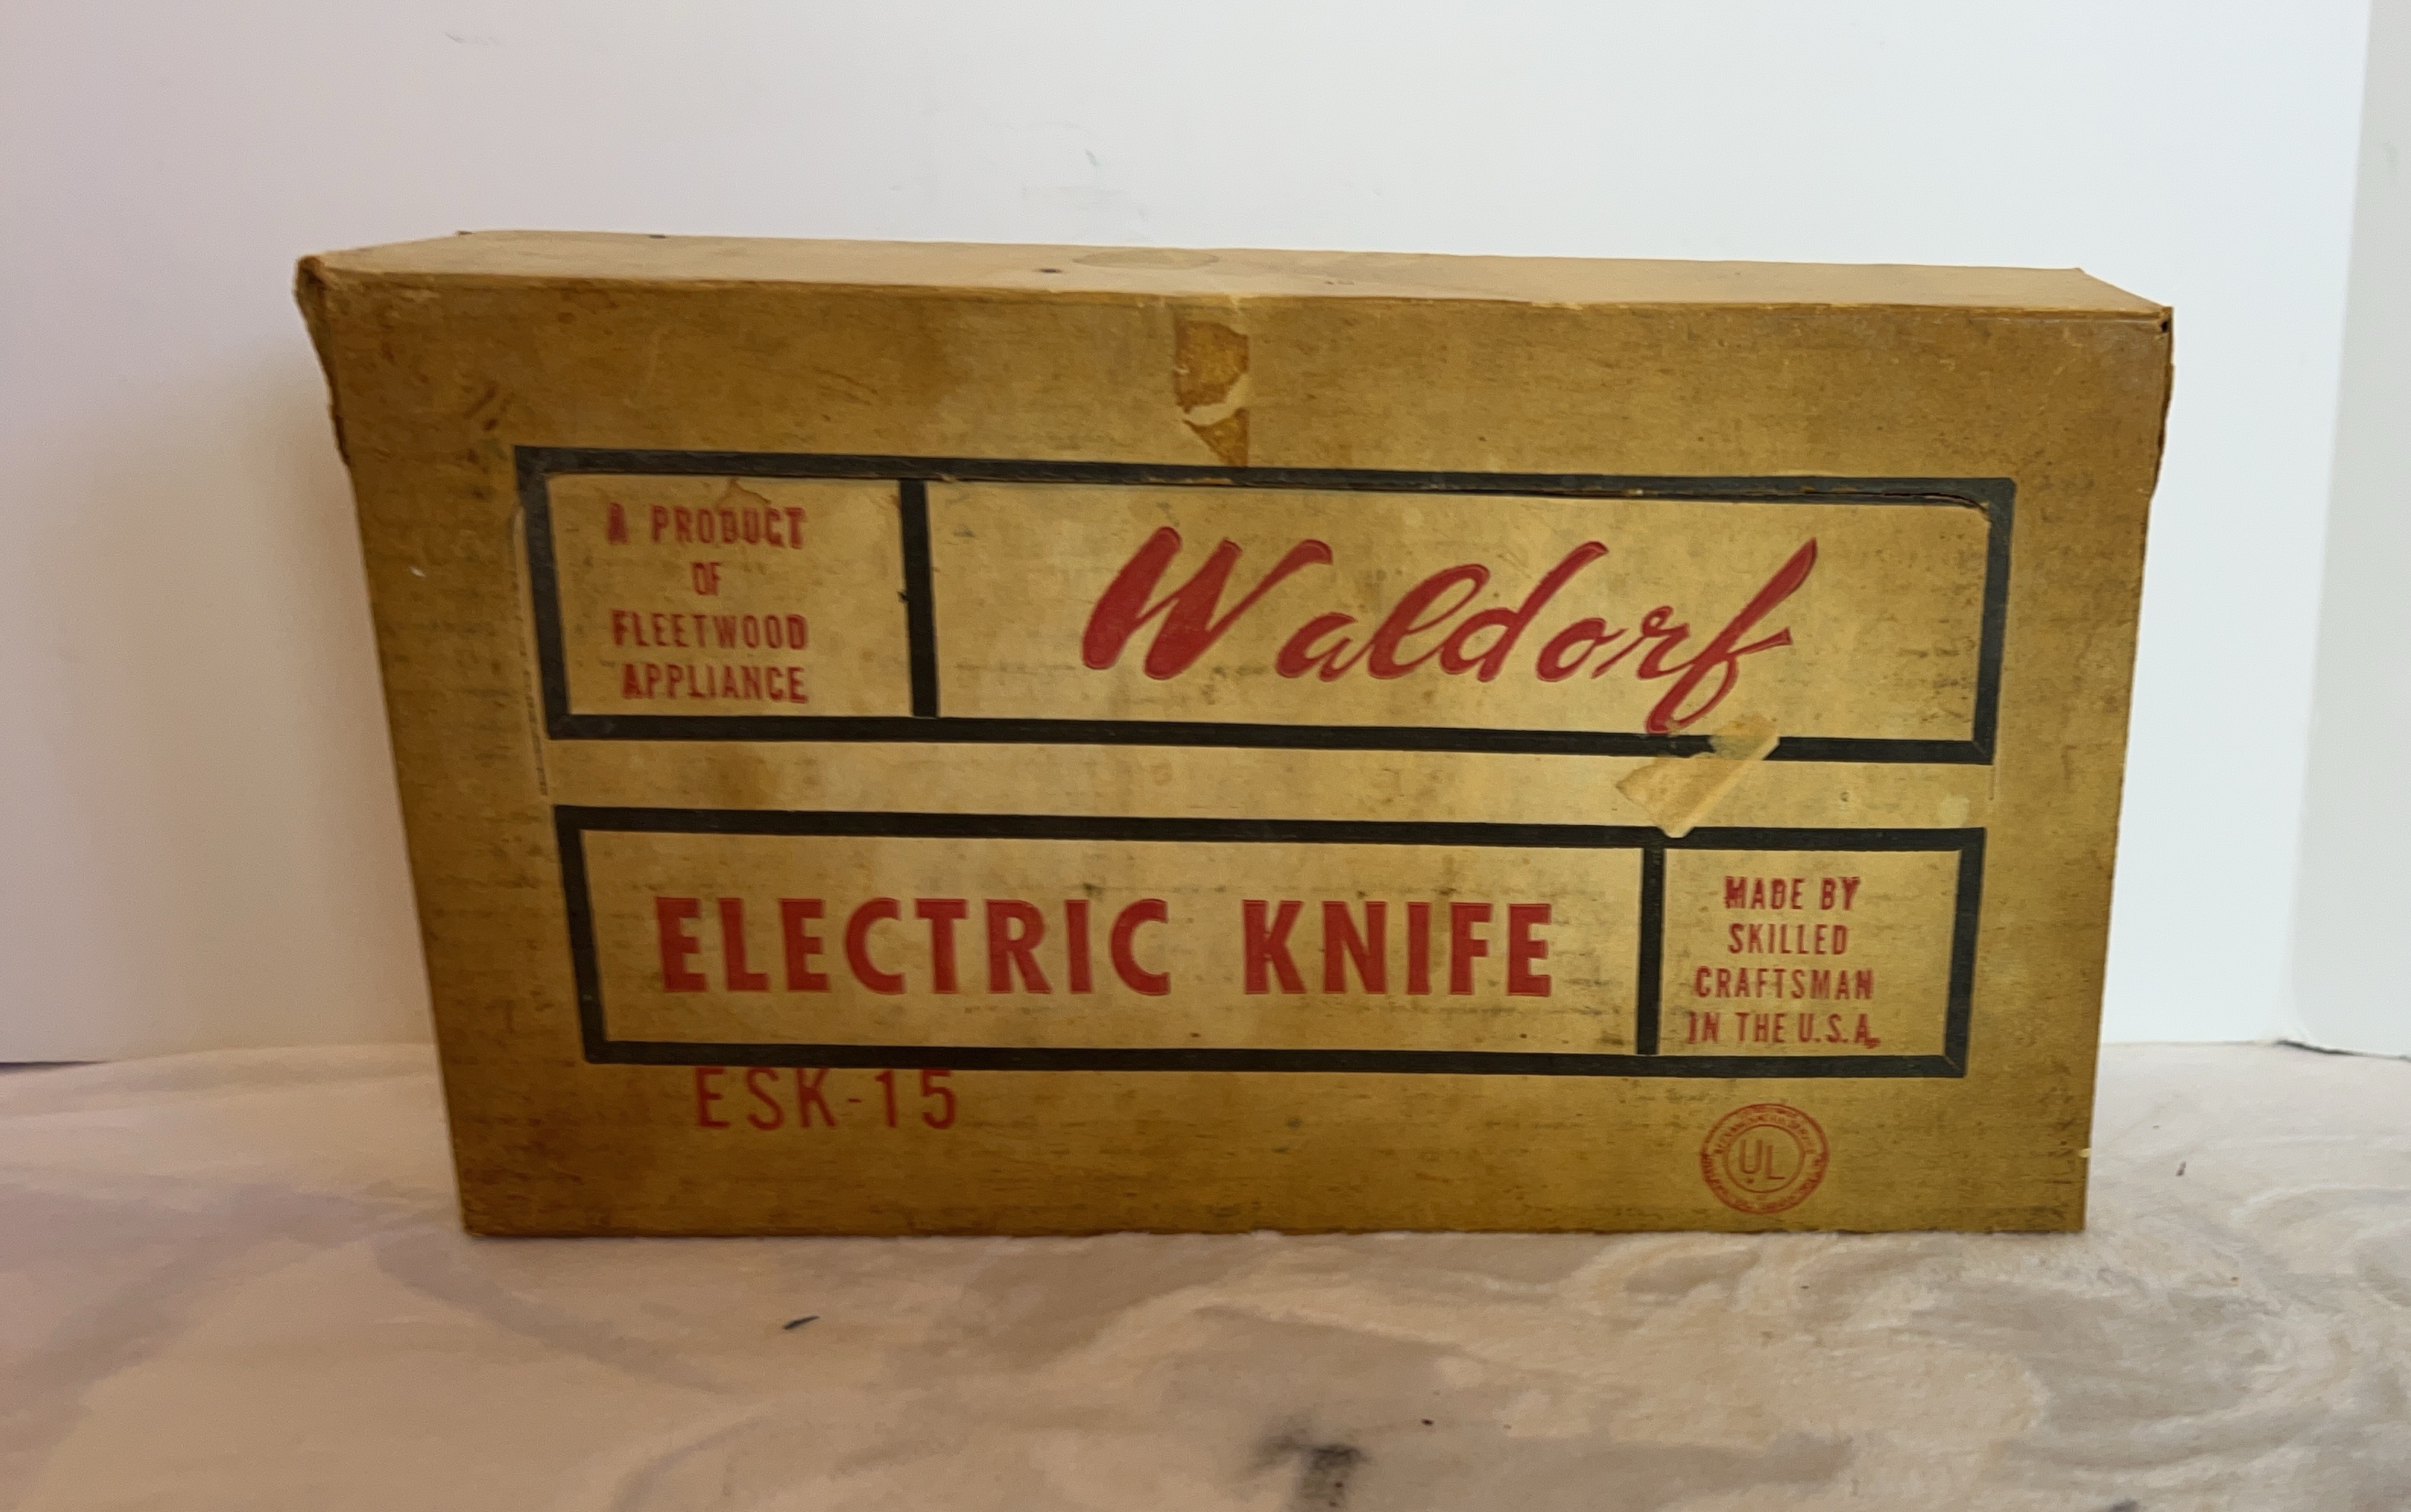 A PRODUCT
OF
FLEETWOOD
APPLIANCE
Waldorf
ELECTRIC KNIFE
MADE BY
SKILLED
CRAFTSMAN
IN THE U.S.A.
ESK-15
UL